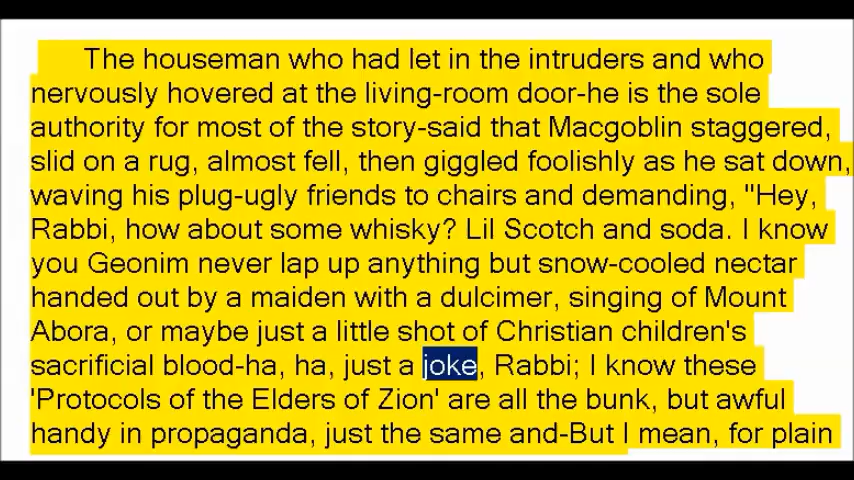 The houseman who had let in the intruders and who
nervously hovered at the living-room door-he is the sole
authority for most of the story-said that Macgoblin staggered,
slid on a rug, almost fell, then giggled foolishly as he sat down,
waving his plug-ugly friends to chairs and demanding, "Hey,
Rabbi, how about some whisky? Lil Scotch and soda. I know
you Geonim never lap up anything but snow-cooled nectar
handed out by a maiden with a dulcimer, singing of Mount
Abora, or maybe just a little shot of Christian children's
sacrificial blood-ha, ha, just a joke, Rabbi; I know these
'Protocols of the Elders of Zion' are all the bunk, but awful
handy in propaganda, just the same and-But I mean, for plain